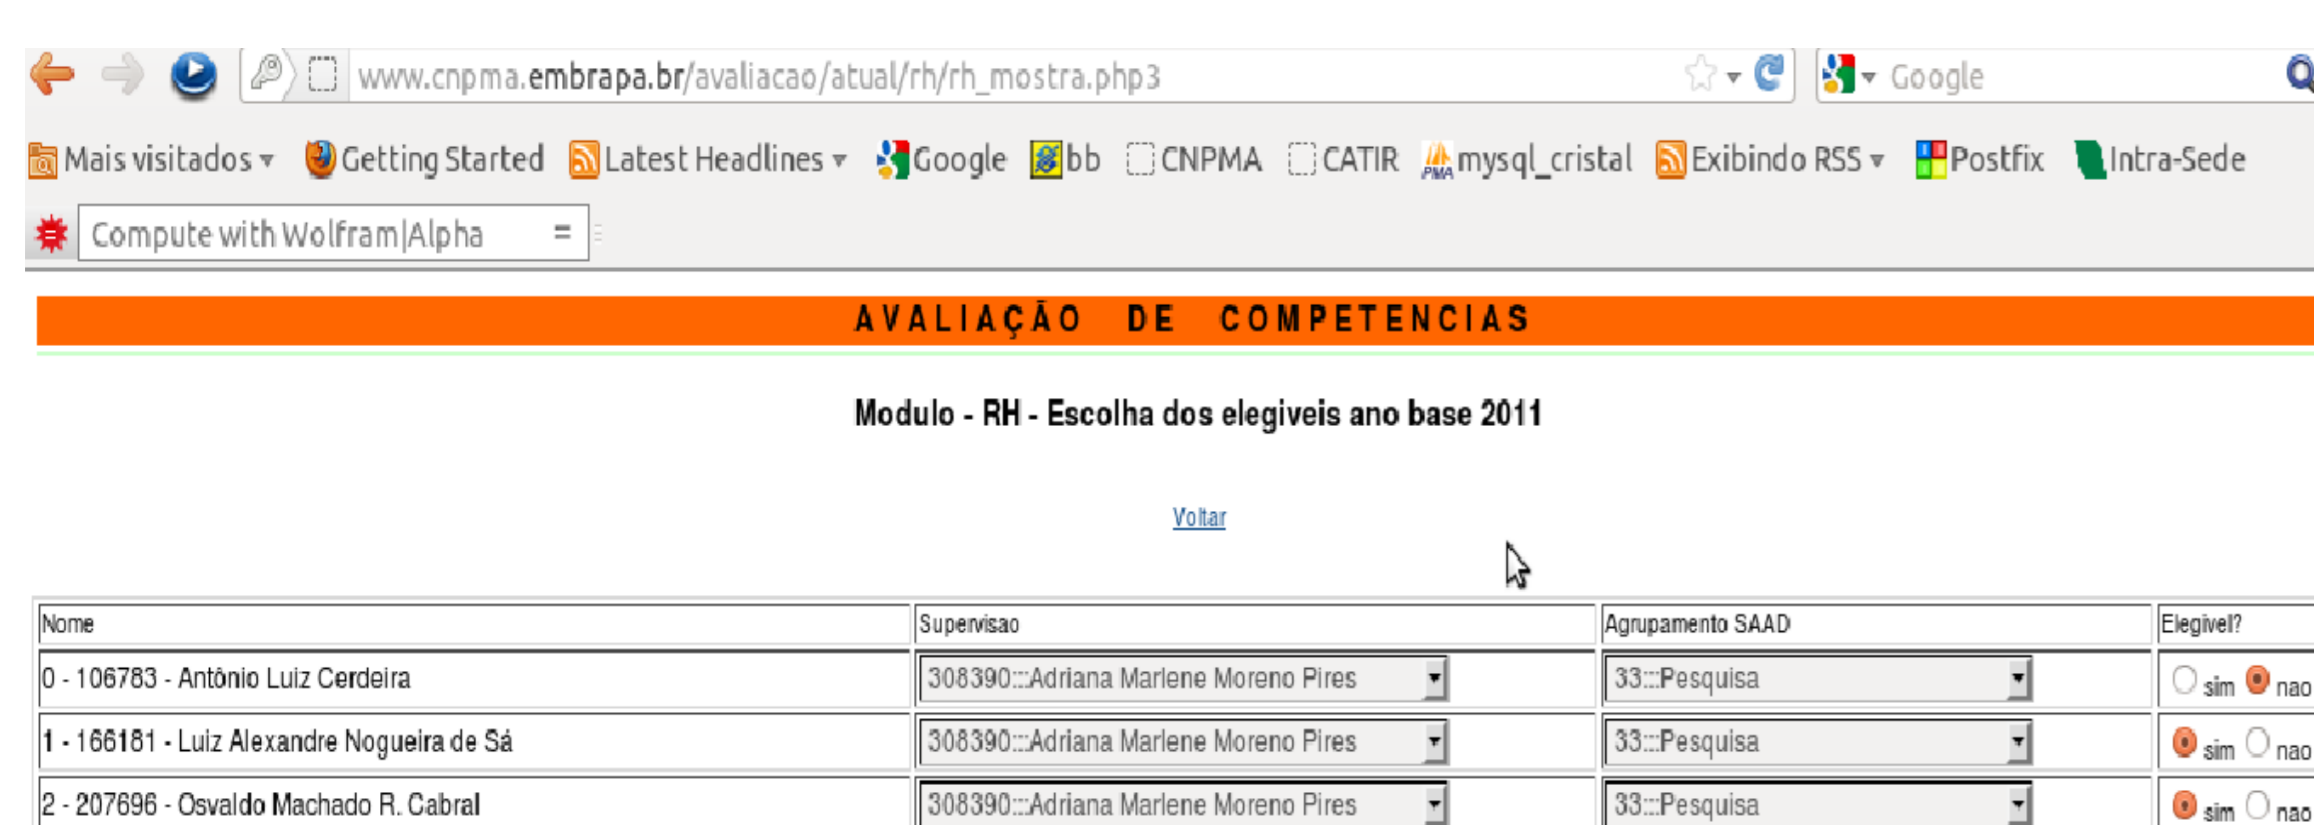 www.cnpma.embrapa.br/avaliacao/atual/rh/rh_mostra.php3 Google
Mais visitados Getting Started Latest Headlines Google bb CNPMA CATIR PMA mysql_cristal Exibindo RSS Postfix Intra-Sede
Compute with Wolfram|Alpha =
AVALIAÇÃO DE COMPETENCIAS
Modulo - RH - Escolha dos elegiveis ano base 2011
Voltar
Nome Supervisao Agrupamento SAAD Elegivel?
0 - 106783 - Antônio Luiz Cerdeira 308390:::Adriana Marlene Moreno Pires 33:::Pesquisa sim nao
1 - 166181 - Luiz Alexandre Nogueira de Sá 308390:::Adriana Marlene Moreno Pires 33:::Pesquisa sim nao
2 - 207696 - Osvaldo Machado R. Cabral 308390:::Adriana Marlene Moreno Pires 33:::Pesquisa sim nao